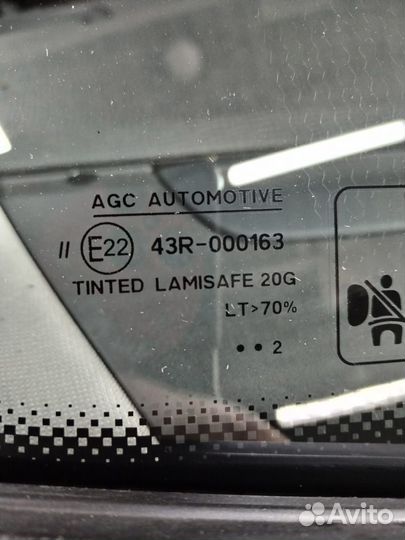 AGC AUTOMOTIVE
II E22 43R-000163
TINTED LAMISAFE 20G
LT>70%
•• 2
Avito